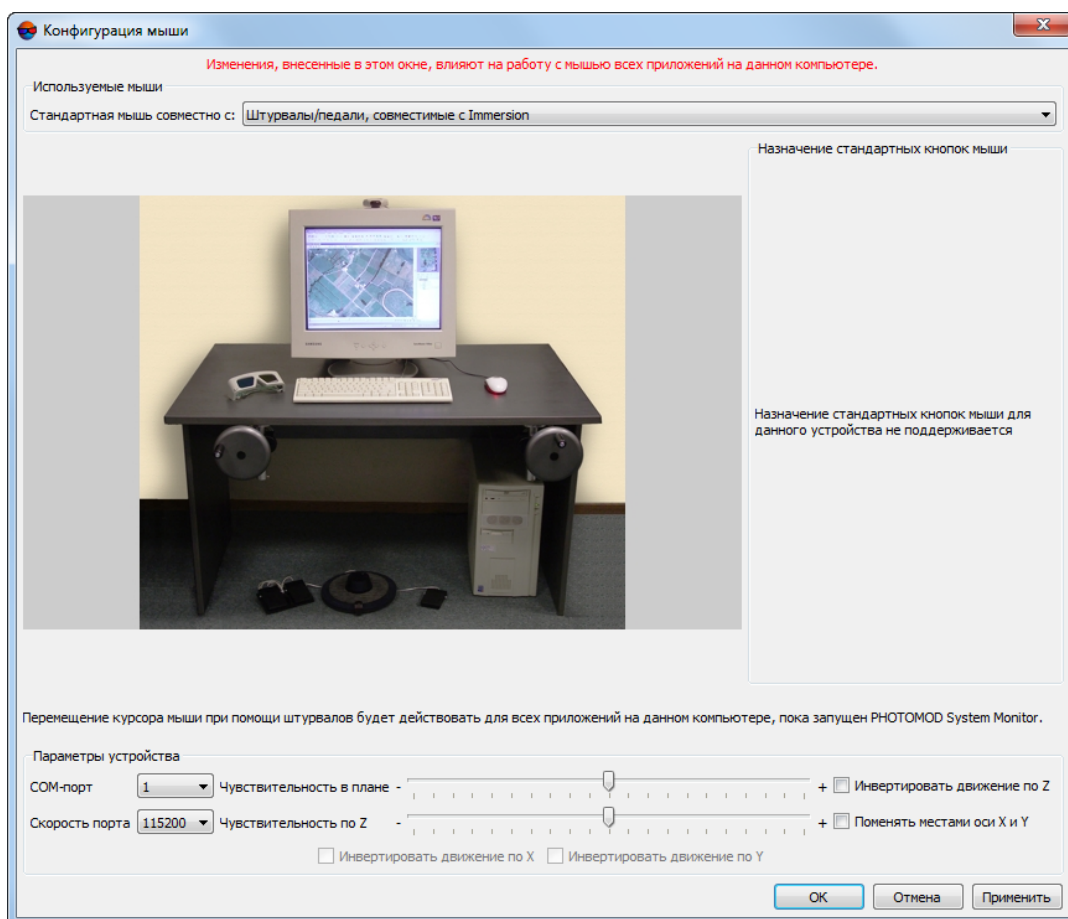 Конфигурация мыши
Изменения, внесенные в этом окне, влияют на работу с мышью всех приложений на данном компьютере.
Используемые мыши
Стандартная мышь совместно с: Штурвалы/педали, совместимые с Immersion
Назначение стандартных кнопок мыши
Назначение стандартных кнопок мыши для
данного устройства не поддерживается
Перемещение курсора мыши при помощи штурвалов будет действовать для всех приложений на данном компьютере, пока запущен PHOTOMOD System Monitor.
Параметры устройства
COM-порт 1 Чувствительность в плане - + Инвертировать движение по Z
Скорость порта 115200 Чувствительность по Z - + Поменять местами оси X и Y
Инвертировать движение по X Инвертировать движение по Y
OK Отмена Применить